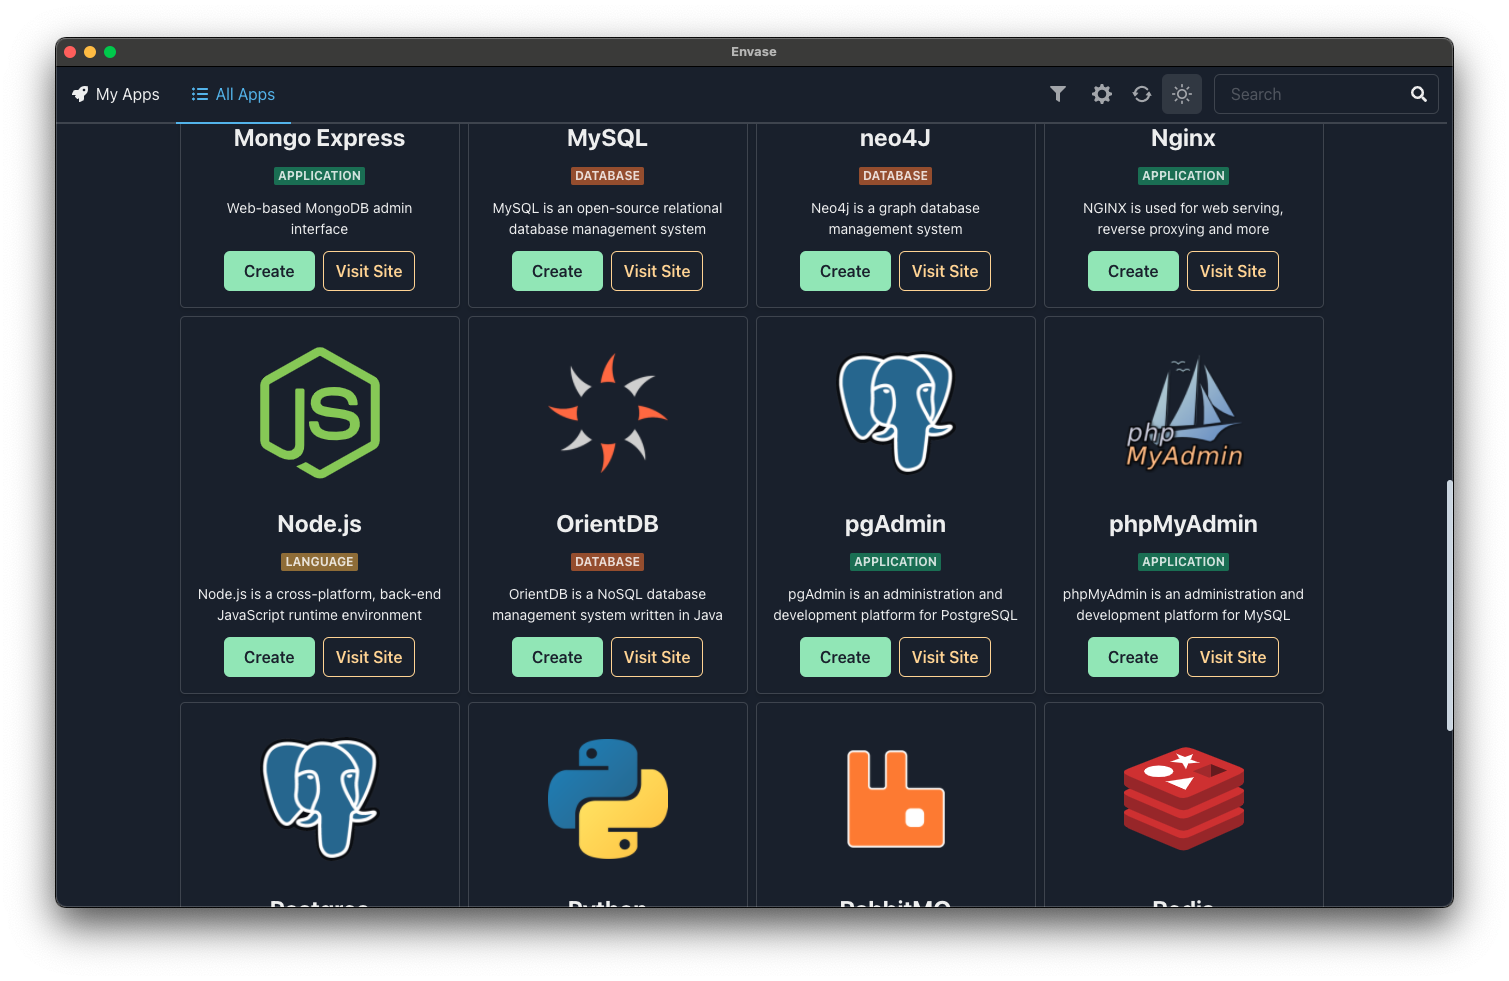 Envase
My Apps
All Apps
Search
Mongo Express
APPLICATION
Web-based MongoDB admin
interface
Create
Visit Site
MySQL
DATABASE
MySQL is an open-source relational
database management system
Create
Visit Site
neo4J
DATABASE
Neo4j is a graph database
management system
Create
Visit Site
Nginx
APPLICATION
NGINX is used for web serving,
reverse proxying and more
Create
Visit Site
JS
Node.js
LANGUAGE
Node.js is a cross-platform, back-end
JavaScript runtime environment
Create
Visit Site
OrientDB
DATABASE
OrientDB is a NoSQL database
management system written in Java
Create
Visit Site
pgAdmin
APPLICATION
pgAdmin is an administration and
development platform for PostgreSQL
Create
Visit Site
php
MyAdmin
phpMyAdmin
APPLICATION
phpMyAdmin is an administration and
development platform for MySQL
Create
Visit Site
Postgres
Python
RabbitMQ
Redis